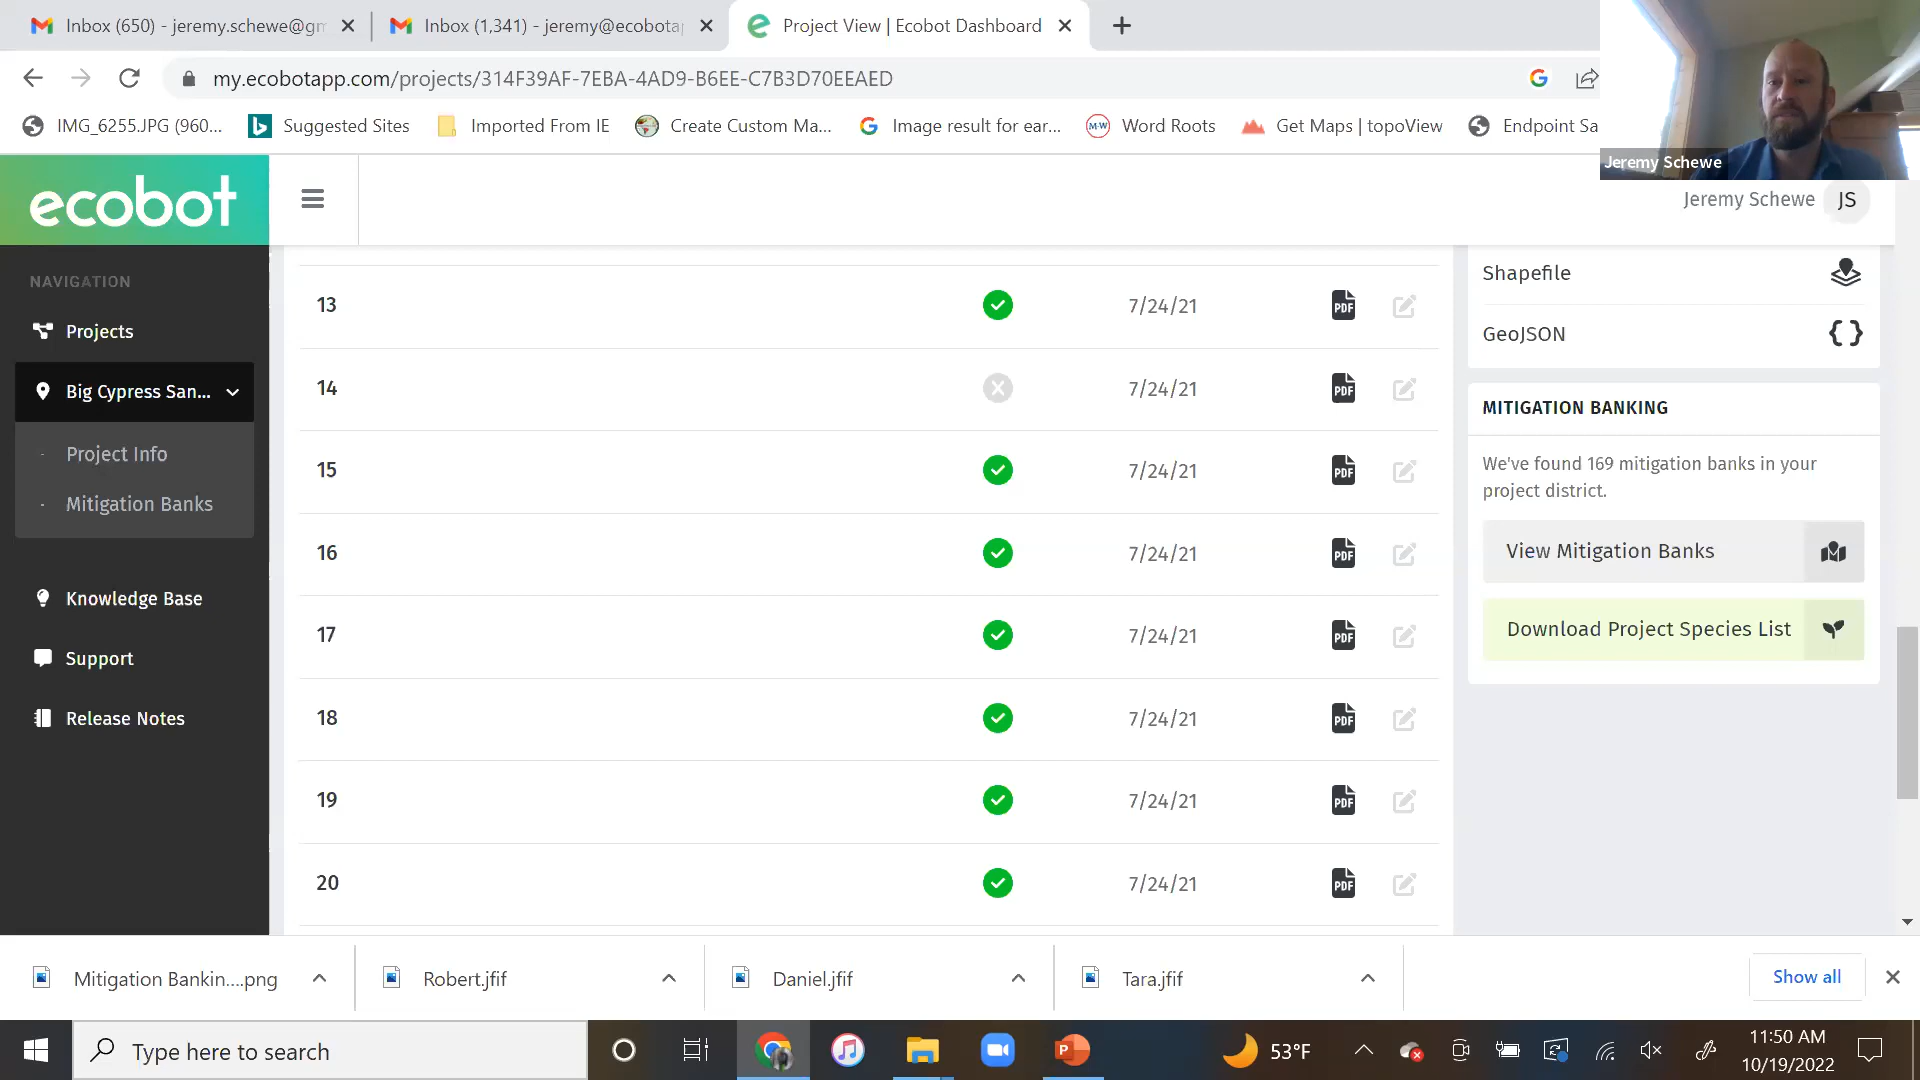 Inbox (650) - jeremy.schewe@gm
Inbox (1,341) - jeremy@ecobota
Project View | Ecobot Dashboard
my.ecobotapp.com/projects/314F39AF-7EBA-4AD9-B6EE-C7B3D70EEAED
IMG_6255.JPG (960...
Suggested Sites
Imported From IE
Create Custom Ma...
Image result for ear...
M-W
Word Roots
Get Maps | topoView
Endpoint Sa
Jeremy Schewe
ecobot
Jeremy Schewe
JS
NAVIGATION
Projects
Big Cypress San...
- Project Info
- Mitigation Banks
Knowledge Base
Support
Release Notes
13 7/24/21 PDF
14 7/24/21 PDF
15 7/24/21 PDF
16 7/24/21 PDF
17 7/24/21 PDF
18 7/24/21 PDF
19 7/24/21 PDF
20 7/24/21 PDF
Shapefile
GeoJSON
MITIGATION BANKING
We've found 169 mitigation banks in your
project district.
View Mitigation Banks
Download Project Species List
Mitigation Bankin....png
Robert.jfif
Daniel.jfif
Tara.jfif
Show all
Type here to search
53°F
11:50 AM
10/19/2022